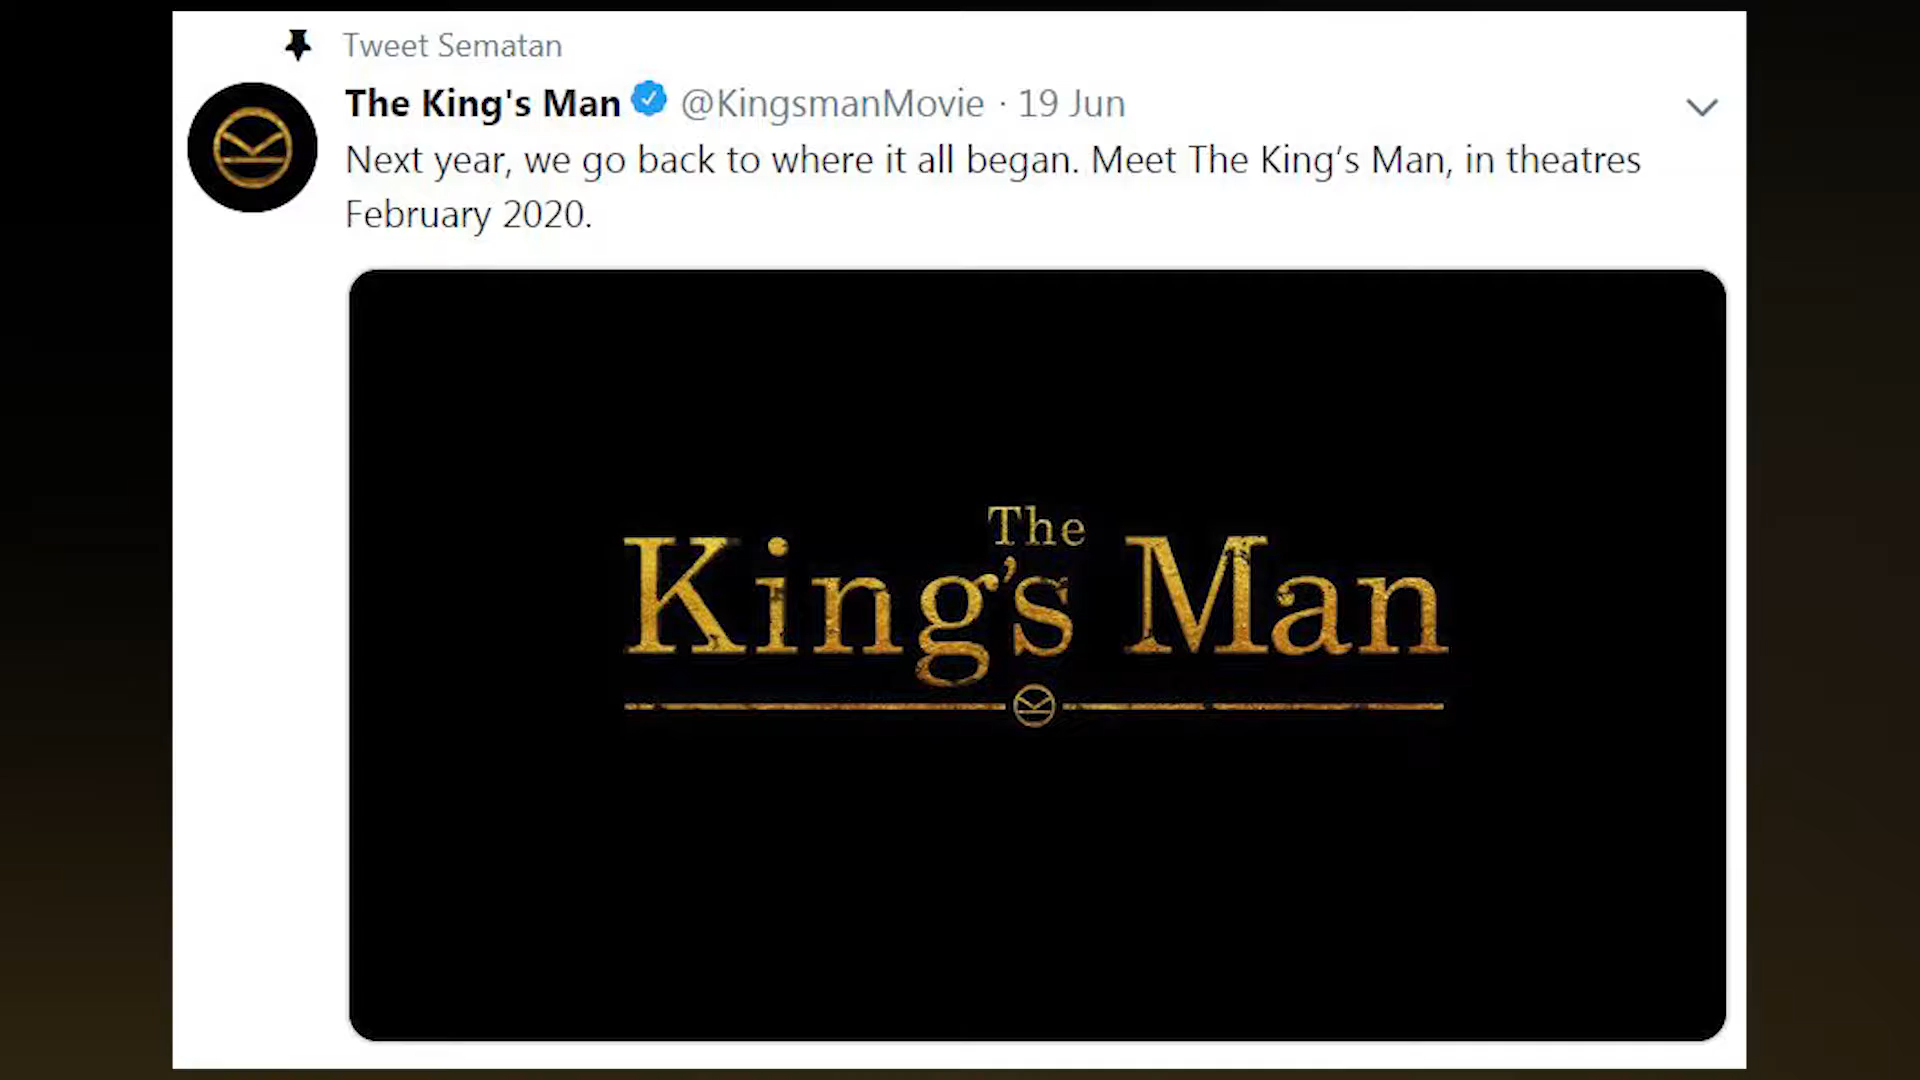 Tweet Sematan
The King's Man @KingsmanMovie · 19 Jun
Next year, we go back to where it all began. Meet The King’s Man, in theatres
February 2020.
The
King's Man